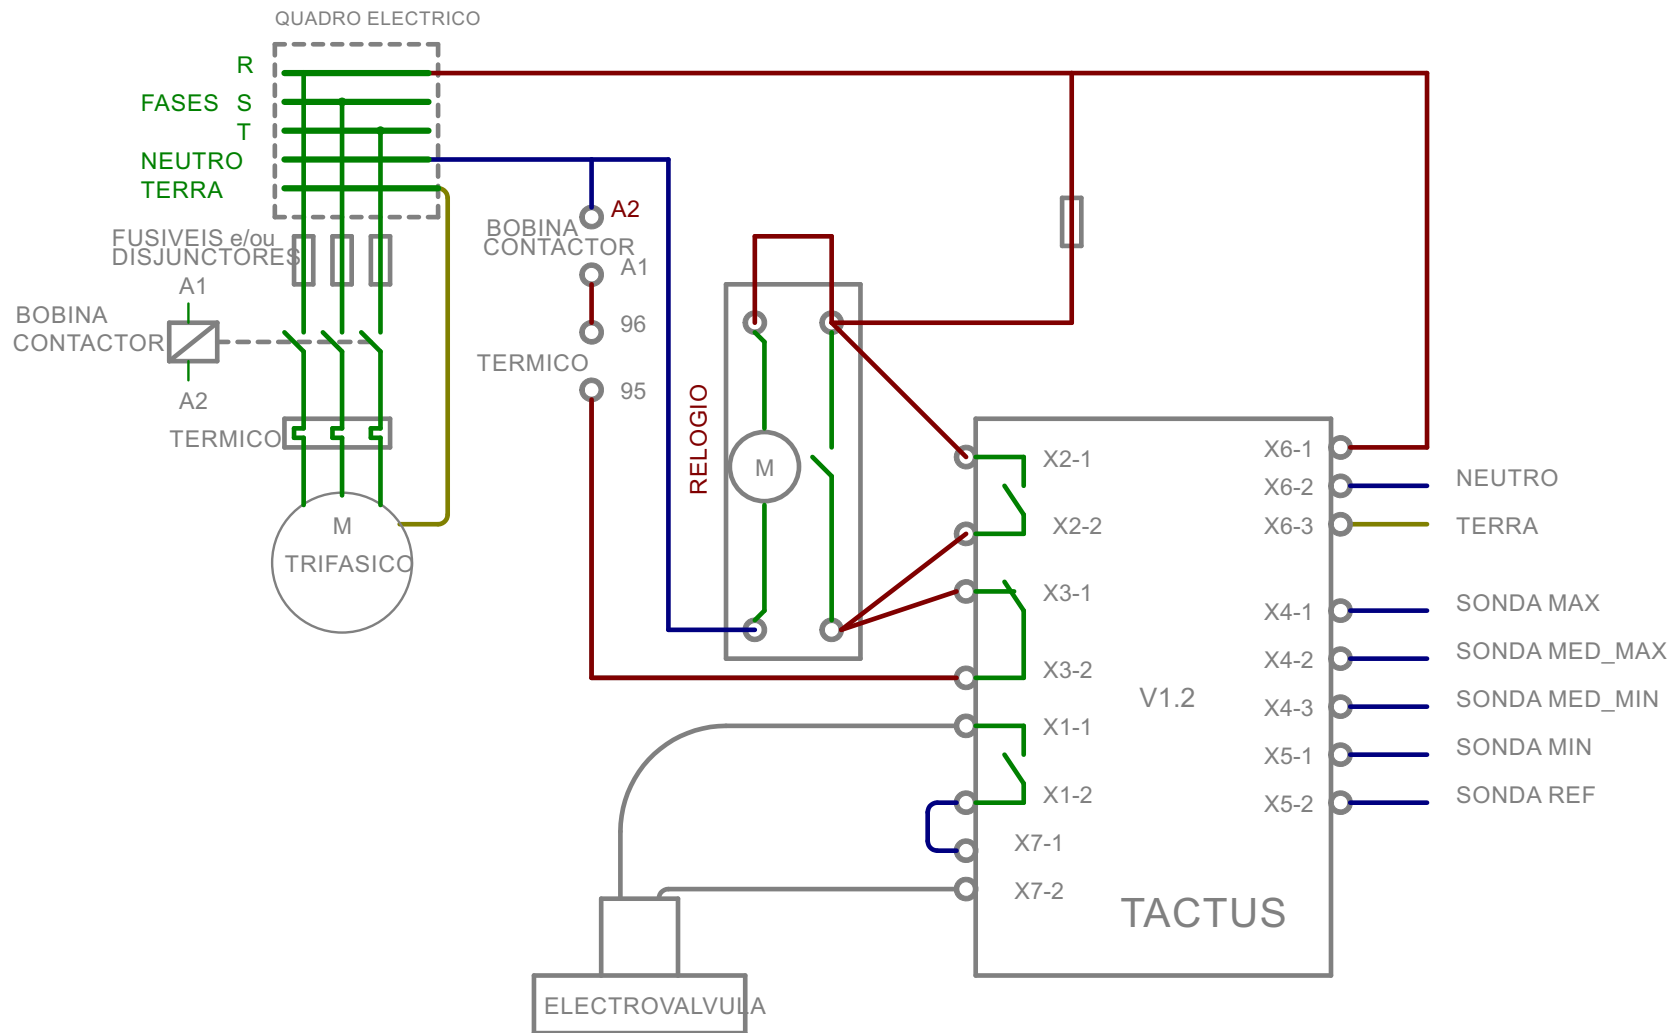 QUADRO ELECTRICO
R
FASES S
T
NEUTRO
TERRA
FUSIVEIS e/ou
DISJUNCTORES
A1
BOBINA
CONTACTOR
A2
TERMICO
M
TRIFASICO
A2
BOBINA
CONTACTOR
A1
96
TERMICO
95
RELOGIO
M
X2-1
X2-2
X3-1
X3-2
X1-1
X1-2
X7-1
X7-2
V1.2
TACTUS
X6-1
X6-2
X6-3
X4-1
X4-2
X4-3
X5-1
X5-2
NEUTRO
TERRA
SONDA MAX
SONDA MED_MAX
SONDA MED_MIN
SONDA MIN
SONDA REF
ELECTROVALVULA